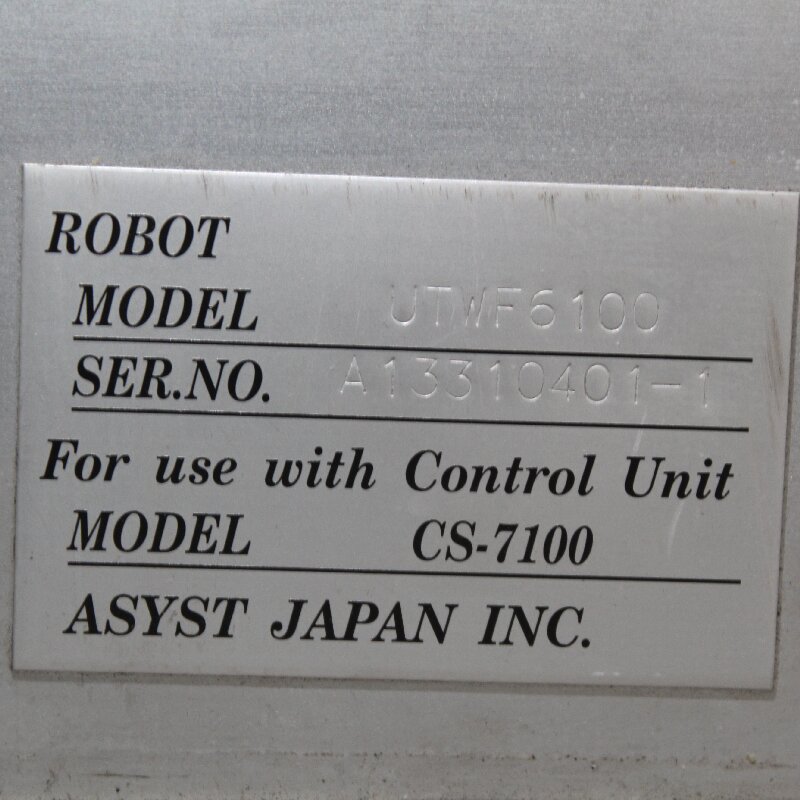 ROBOT
MODEL UTWF6100
SER.NO. A13310401-1
For use with Control Unit
MODEL CS-7100
ASYST JAPAN INC.